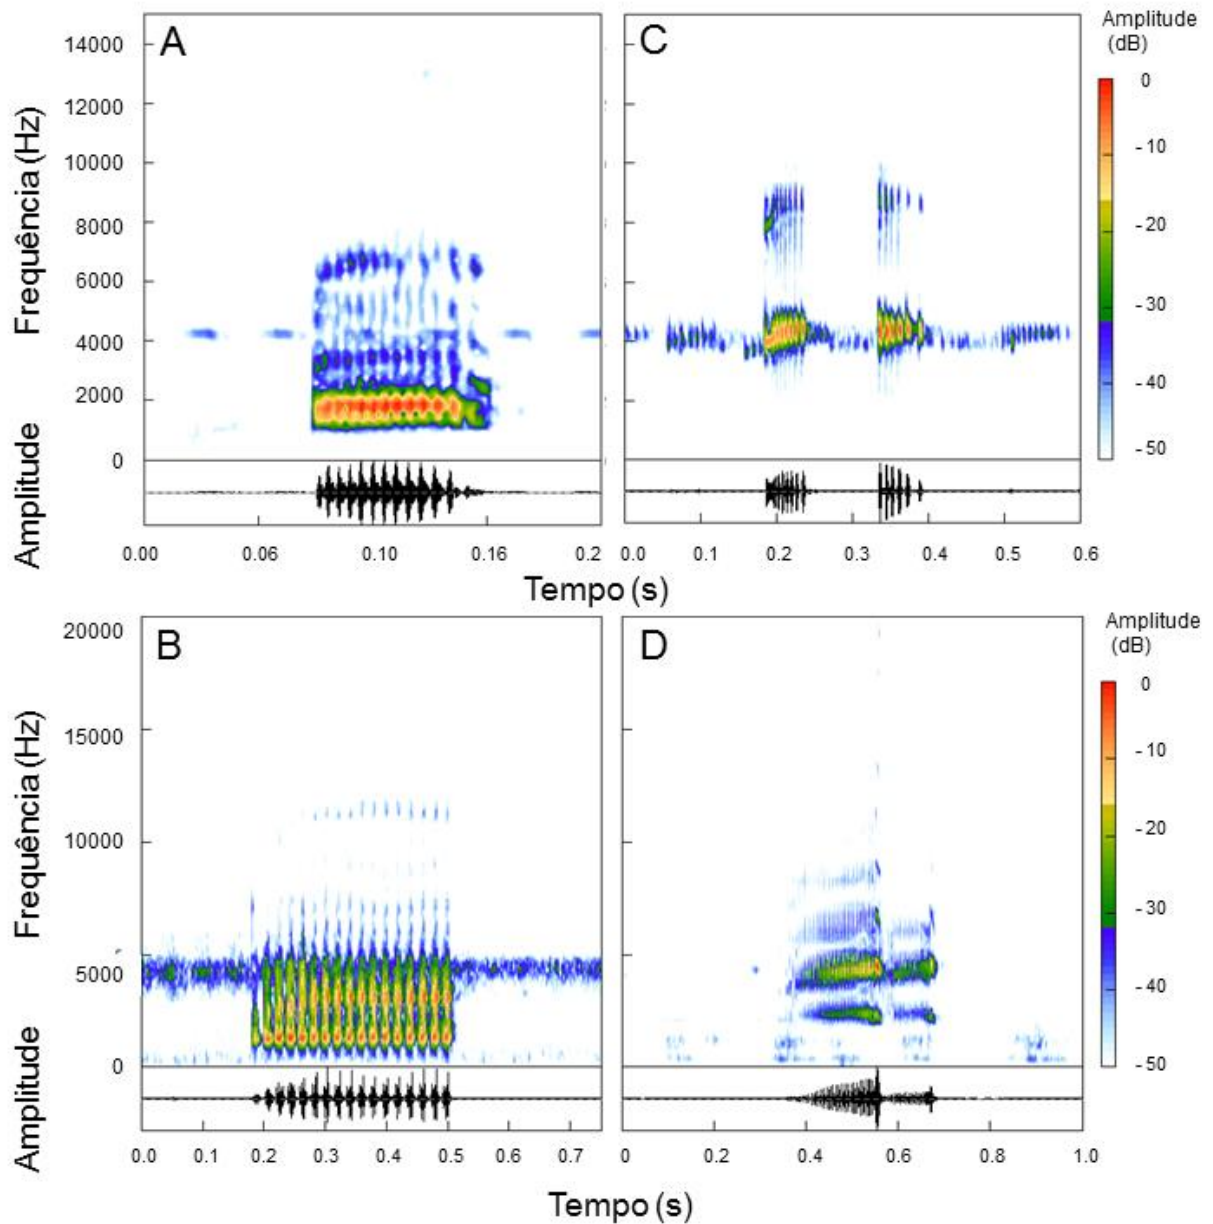 A
C
Amplitude
(dB)
14000
12000
10000
8000
6000
4000
2000
0
Frequência (Hz)
Amplitude
0
-10
-20
-30
-40
-50
0.00 0.06 0.10 0.16 0.2
0.0 0.1 0.2 0.3 0.4 0.5 0.6
Tempo (s)
B
D
Amplitude
(dB)
20000
15000
10000
5000
0
Frequência (Hz)
Amplitude
0
-10
-20
-30
-40
-50
0.0 0.1 0.2 0.3 0.4 0.5 0.6 0.7
0 0.2 0.4 0.6 0.8 1.0
Tempo (s)